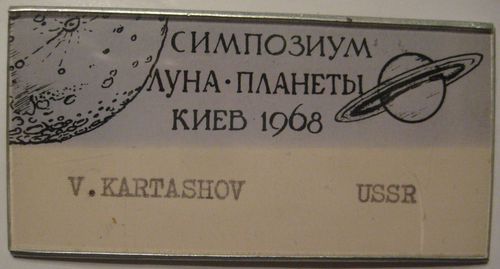 СИМПОЗИУМ
ЛУНА·ПЛАНЕТЫ
КИЕВ 1968
V.KARTASHOV USSR